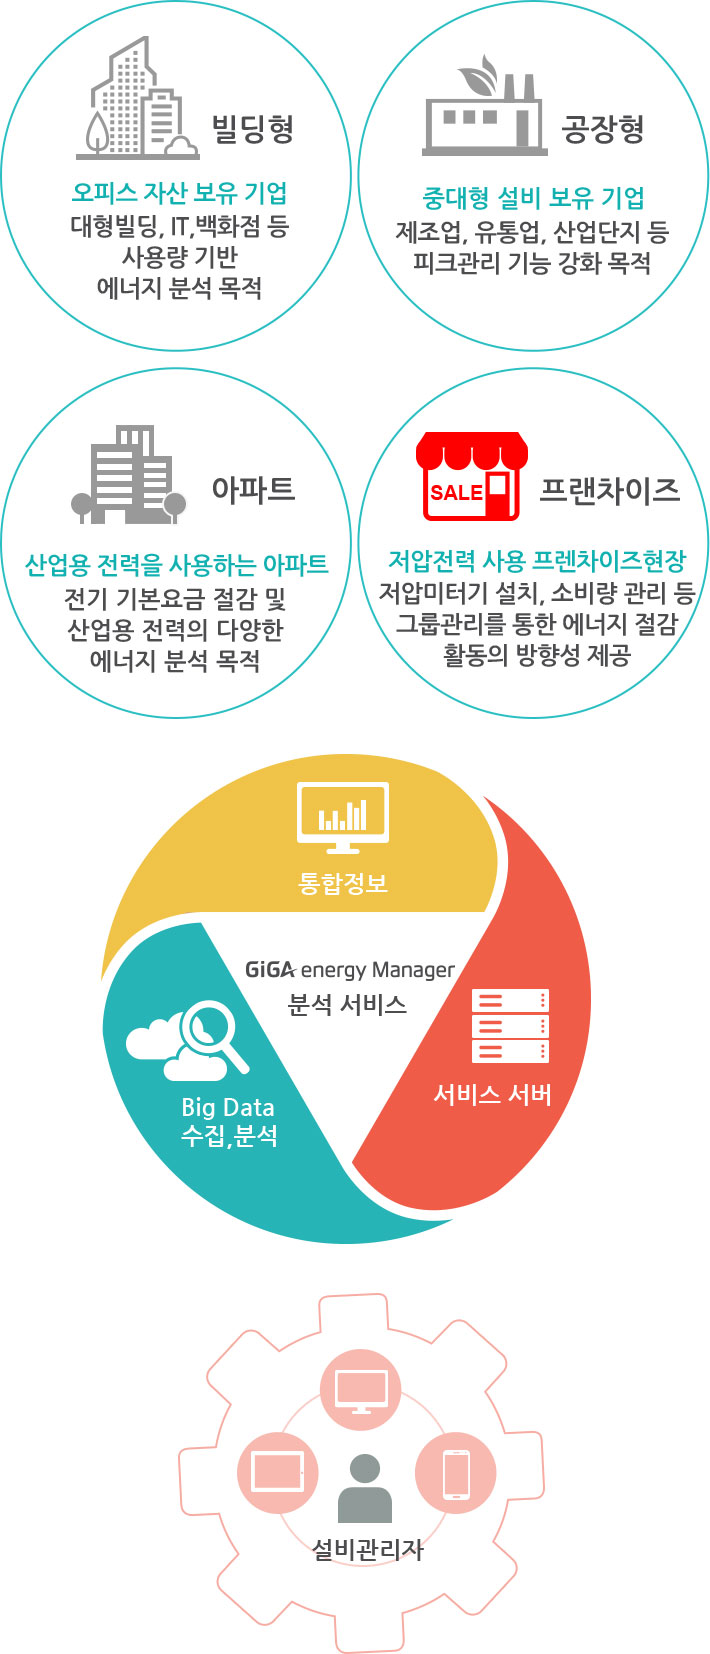 빌딩형
오피스 자산 보유 기업
대형빌딩, IT,백화점 등
사용량 기반
에너지 분석 목적
공장형
중대형 설비 보유 기업
제조업, 유통업, 산업단지 등
피크관리 기능 강화 목적
아파트
산업용 전력을 사용하는 아파트
전기 기본요금 절감 및
산업용 전력의 다양한
에너지 분석 목적
SALE
프랜차이즈
저압전력 사용 프렌차이즈현장
저압미터기 설치, 소비량 관리 등
그룹관리를 통한 에너지 절감
활동의 방향성 제공
통합정보
GiGA energy Manager
분석 서비스
서비스 서버
Big Data
수집,분석
설비관리자